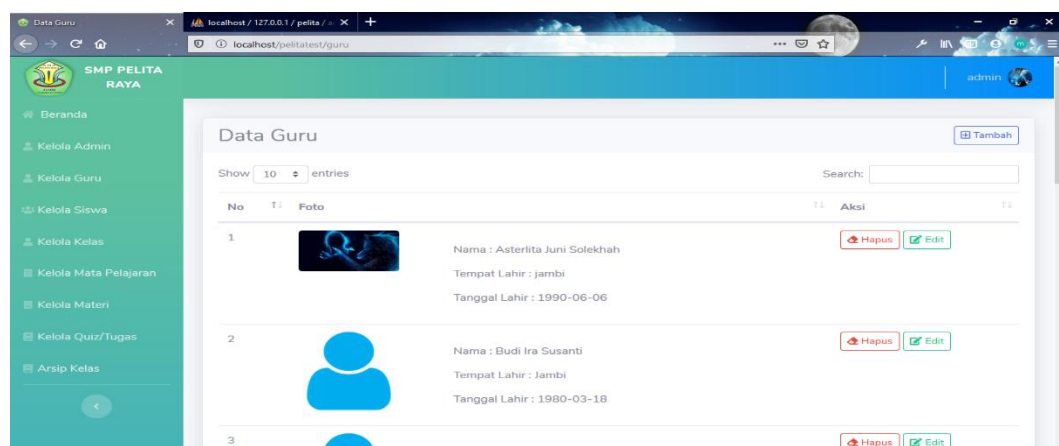 Data Guru
localhost / 127.0.0.1 / pelita /
localhost/pelitatest/guru
SMP PELITA
RAYA
admin
Beranda
Kelola Admin
Kelola Guru
Kelola Siswa
Kelola Kelas
Kelola Mata Pelajaran
Kelola Materi
Kelola Quiz/Tugas
Arsip Kelas
Data Guru
Tambah
Show 10 entries
Search:
No Foto Aksi
1
Nama : Asterlita Juni Solekhah
Tempat Lahir : jambi
Tanggal Lahir : 1990-06-06
Hapus Edit
2
Nama : Budi Ira Susanti
Tempat Lahir : Jambi
Tanggal Lahir : 1980-03-18
Hapus Edit
3
Hapus Edit